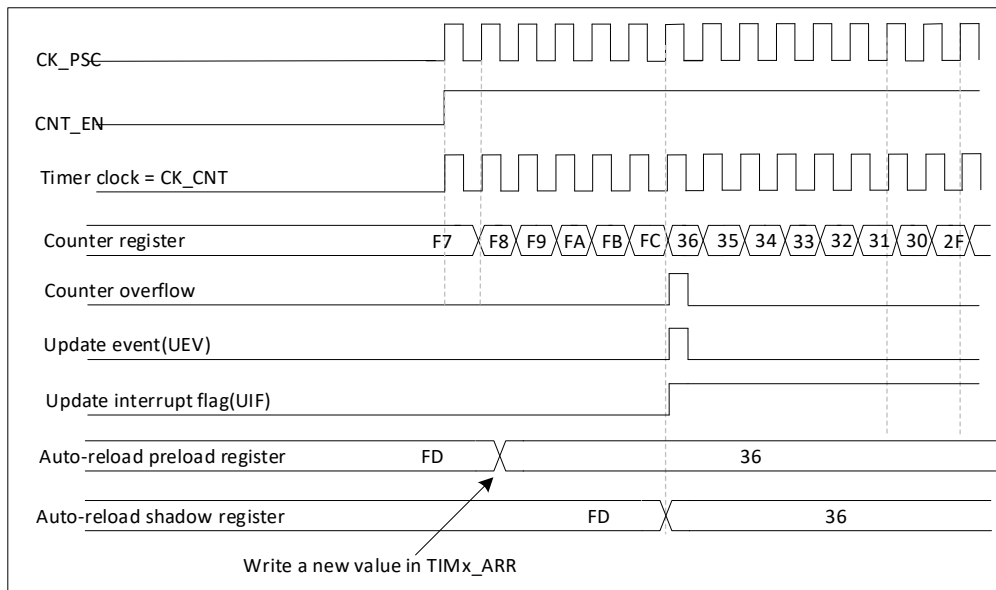 CK_PSC
CNT_EN
Timer clock = CK_CNT
Counter register F7 F8 F9 FA FB FC 36 35 34 33 32 31 30 2F
Counter overflow
Update event(UEV)
Update interrupt flag(UIF)
Auto-reload preload register FD 36
Auto-reload shadow register FD 36
Write a new value in TIMx_ARR